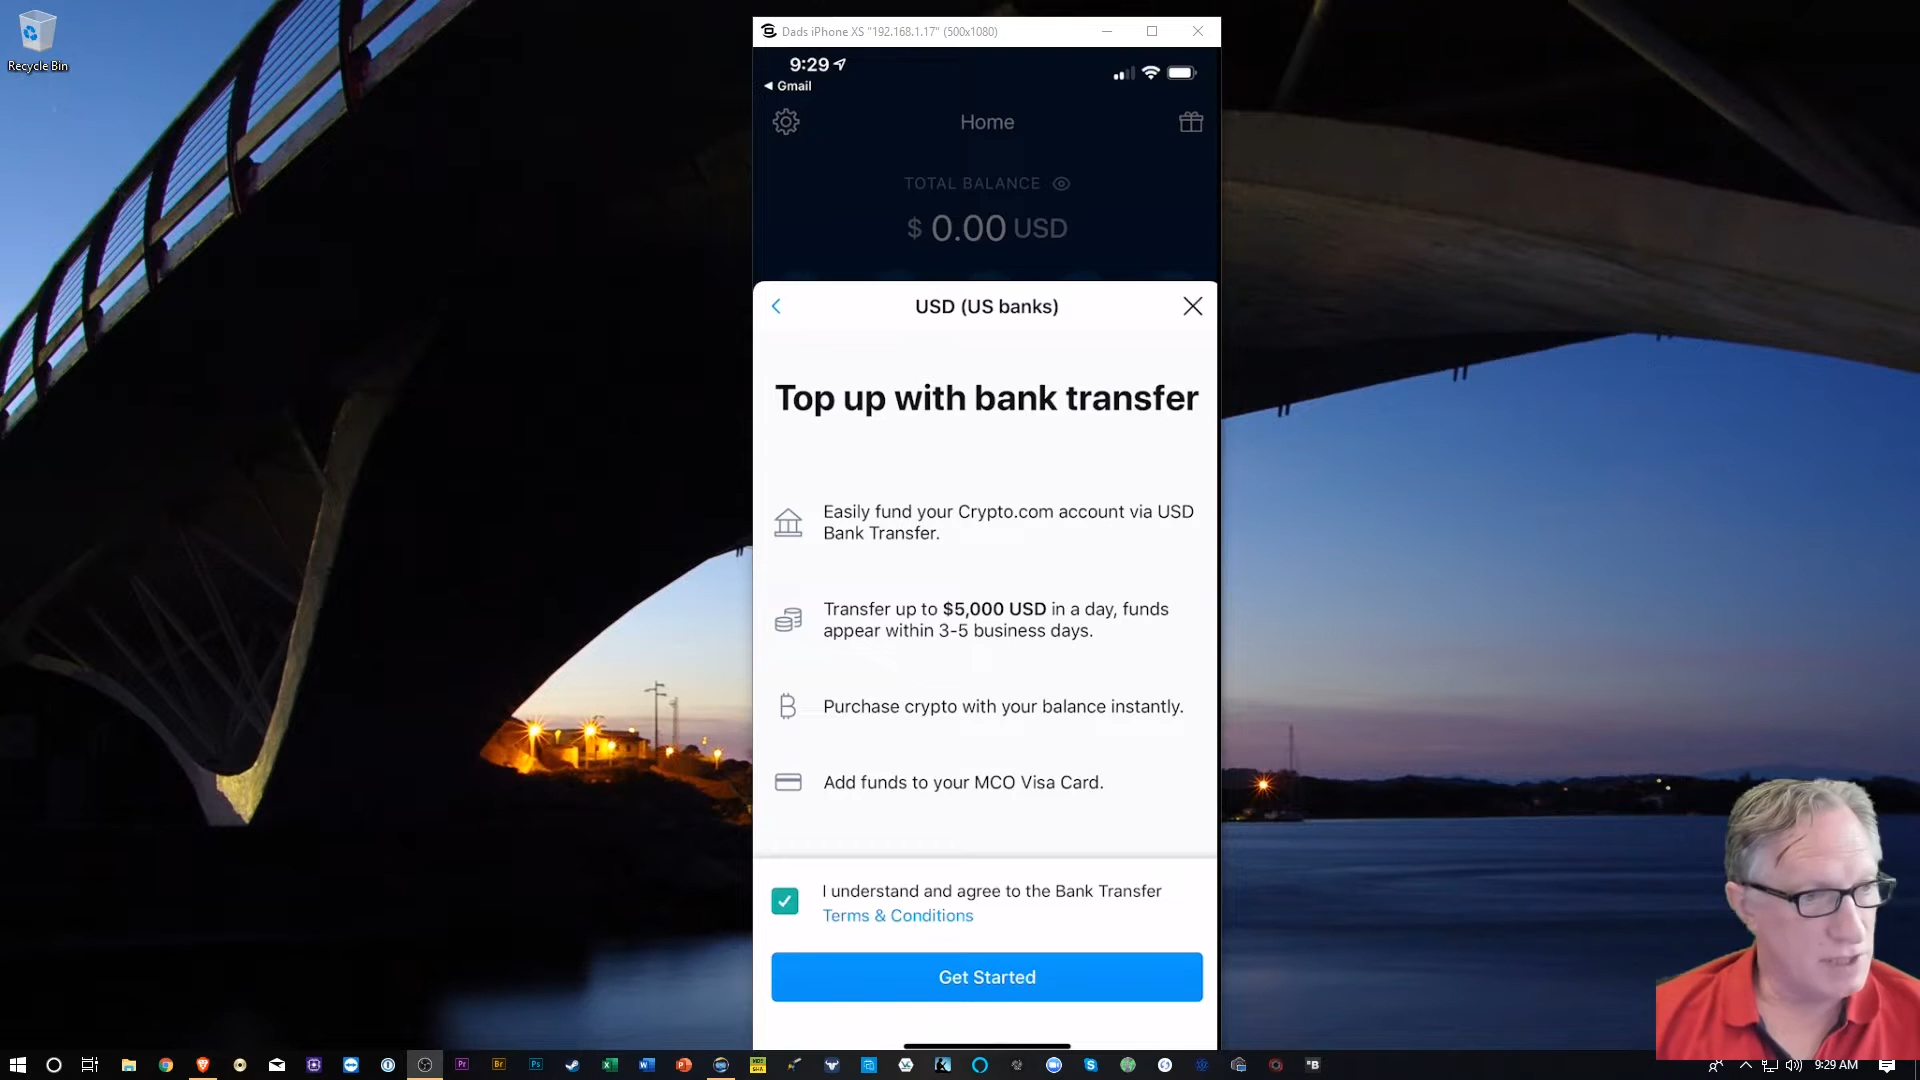 Recycle Bin
Dads iPhone XS "192.168.1.17" (500x1080)
9:29
Gmail
Home
TOTAL BALANCE
$ 0.00 USD
USD (US banks)
Top up with bank transfer
Easily fund your Crypto.com account via USD
Bank Transfer.
Transfer up to $5,000 USD in a day, funds
appear within 3-5 business days.
Purchase crypto with your balance instantly.
Add funds to your MCO Visa Card.
I understand and agree to the Bank Transfer
Terms & Conditions
Get Started
Pr
Br
Ps
9:29 AM